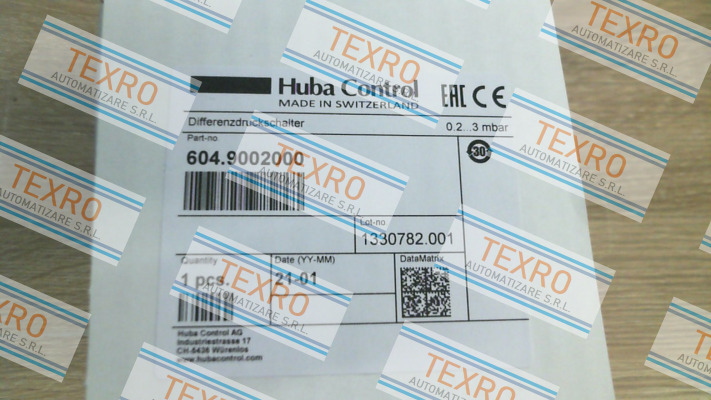 Huba Control
MADE IN SWITZERLAND
EAC CE
Differenzdruckschalter 0.2...3 mbar
Part-no.
604.9002000
30
Lot-no
1330782.001
Quantity Date (YY-MM) DataMatrix
1 pcs. 21-01
Huba Control AG
Industriestrasse 17
CH-5436 Würenlos
www.hubacontrol.com
TEXRO
AUTOMATIZARE S.R.L.